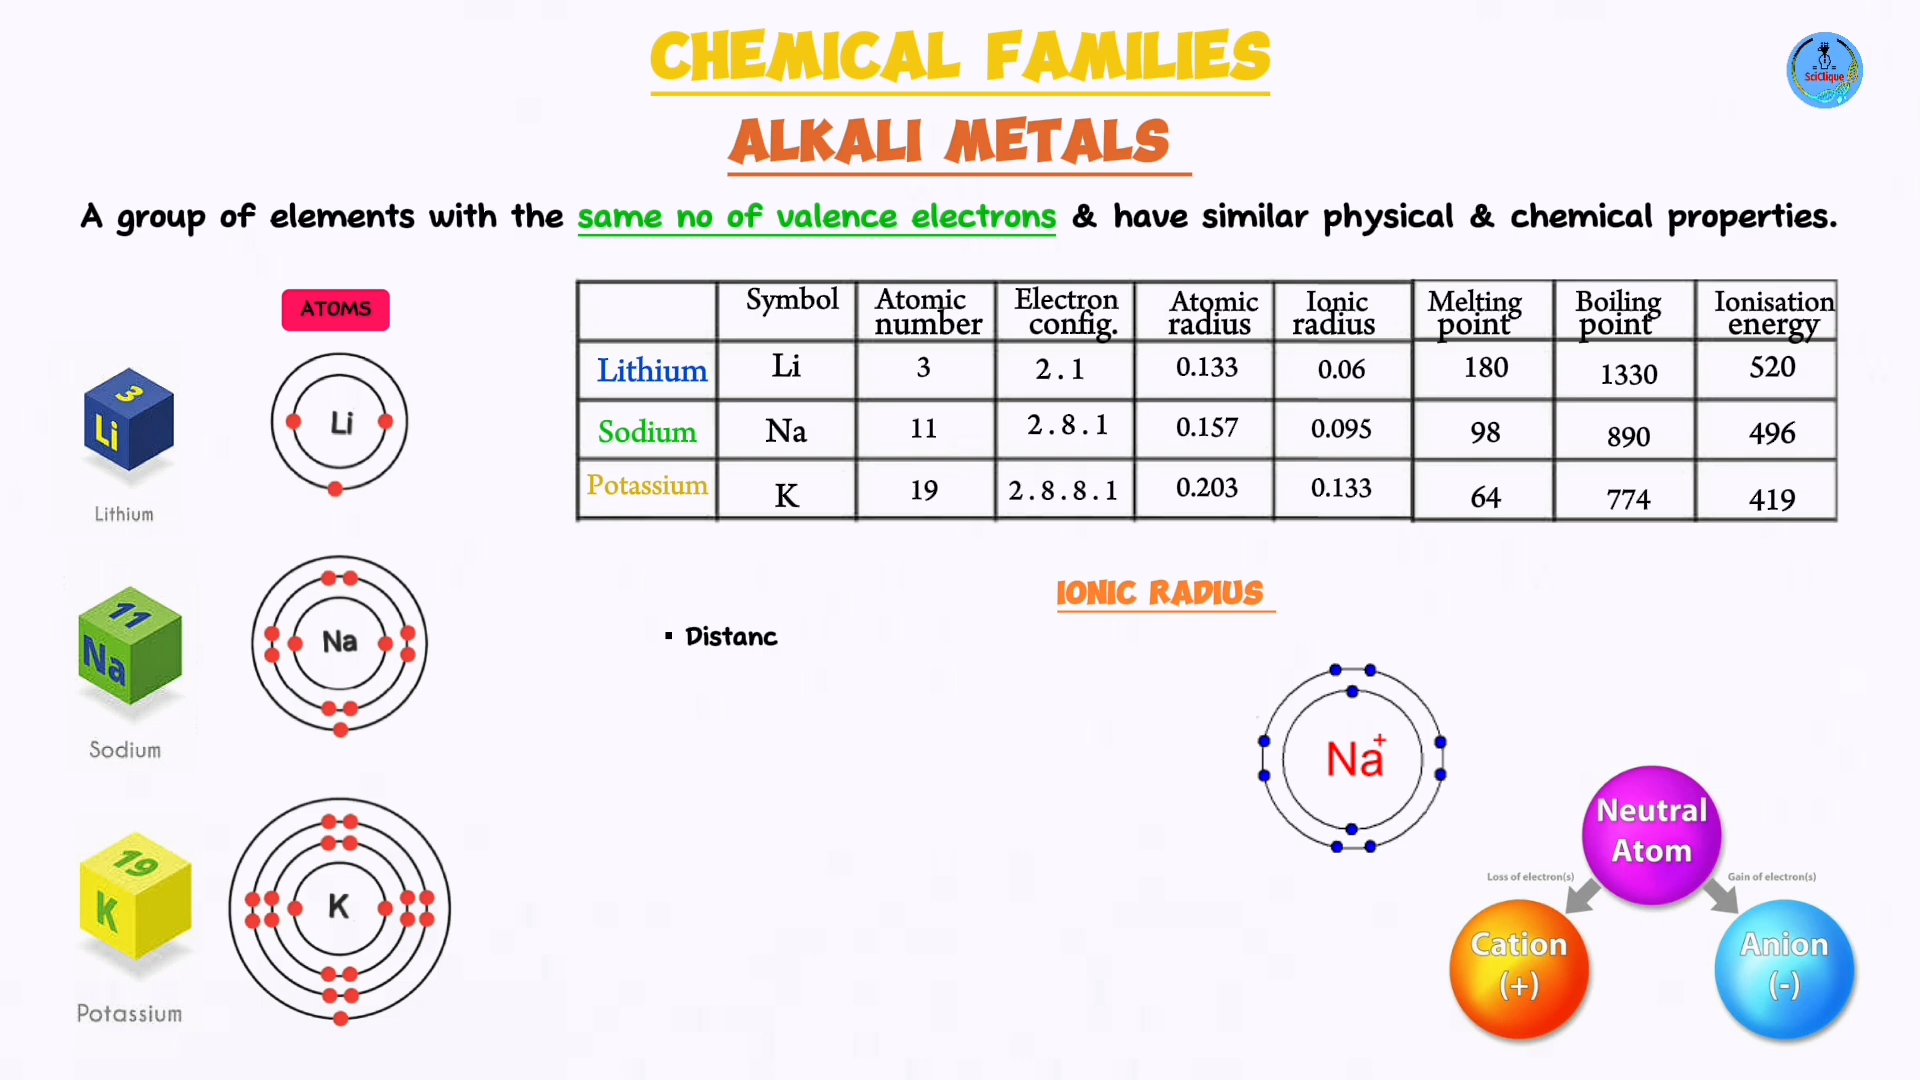 CHEMICAL FAMILIES
SciClique
ALKALI METALS
A group of elements with the same no of valence electrons & have similar physical & chemical properties.
ATOMS
3
Li
Lithium
Li
11
Na
Sodium
Na
19
K
Potassium
K
Symbol Atomic number Electron config. Atomic radius Ionic radius Melting point Boiling point Ionisation energy
Lithium Li 3 2.1 0.133 0.06 180 1330 520
Sodium Na 11 2.8.1 0.157 0.095 98 890 496
Potassium K 19 2.8.8.1 0.203 0.133 64 774 419
IONIC RADIUS
▪ Distanc
Na+
Neutral
Atom
Loss of electron(s) Gain of electron(s)
Cation
(+)
Anion
(-)